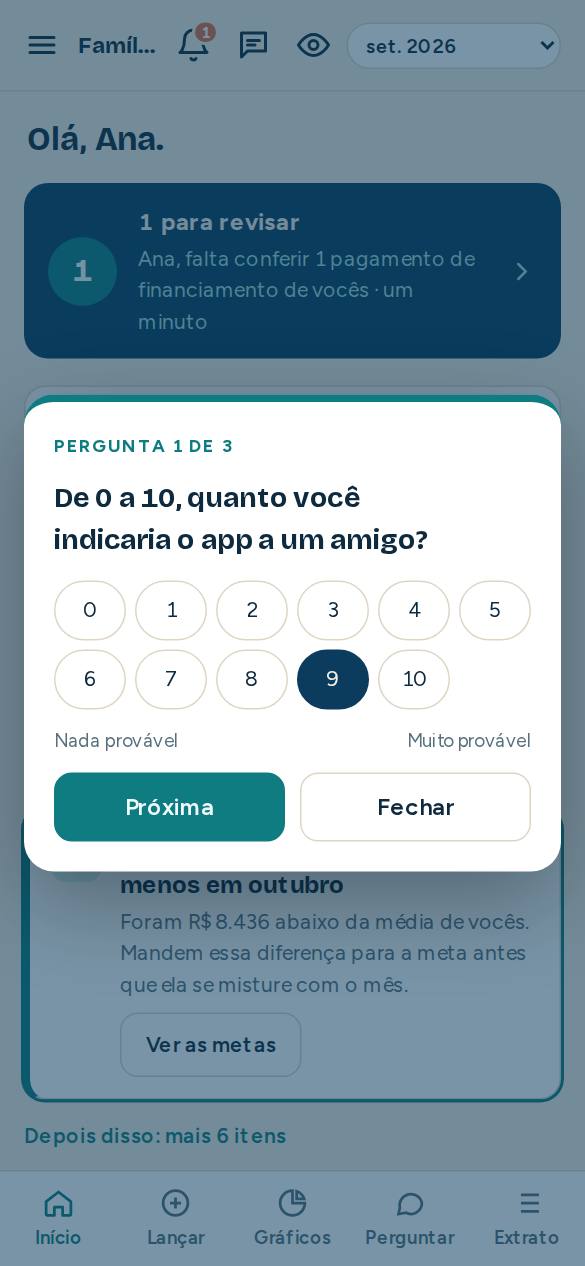 Famíl...
1
set. 2026
Olá, Ana.
1
1 para revisar
Ana, falta conferir 1 pagamento de
financiamento de vocês · um
minuto
PERGUNTA 1 DE 3
De 0 a 10, quanto você
indicaria o app a um amigo?
0 1 2 3 4 5
6 7 8 9 10
Nada provável Muito provável
Próxima Fechar
menos em outubro
Foram R$ 8.436 abaixo da média de vocês.
Mandem essa diferença para a meta antes
que ela se misture com o mês.
Ver as metas
Depois disso: mais 6 itens
Início Lançar Gráficos Perguntar Extrato